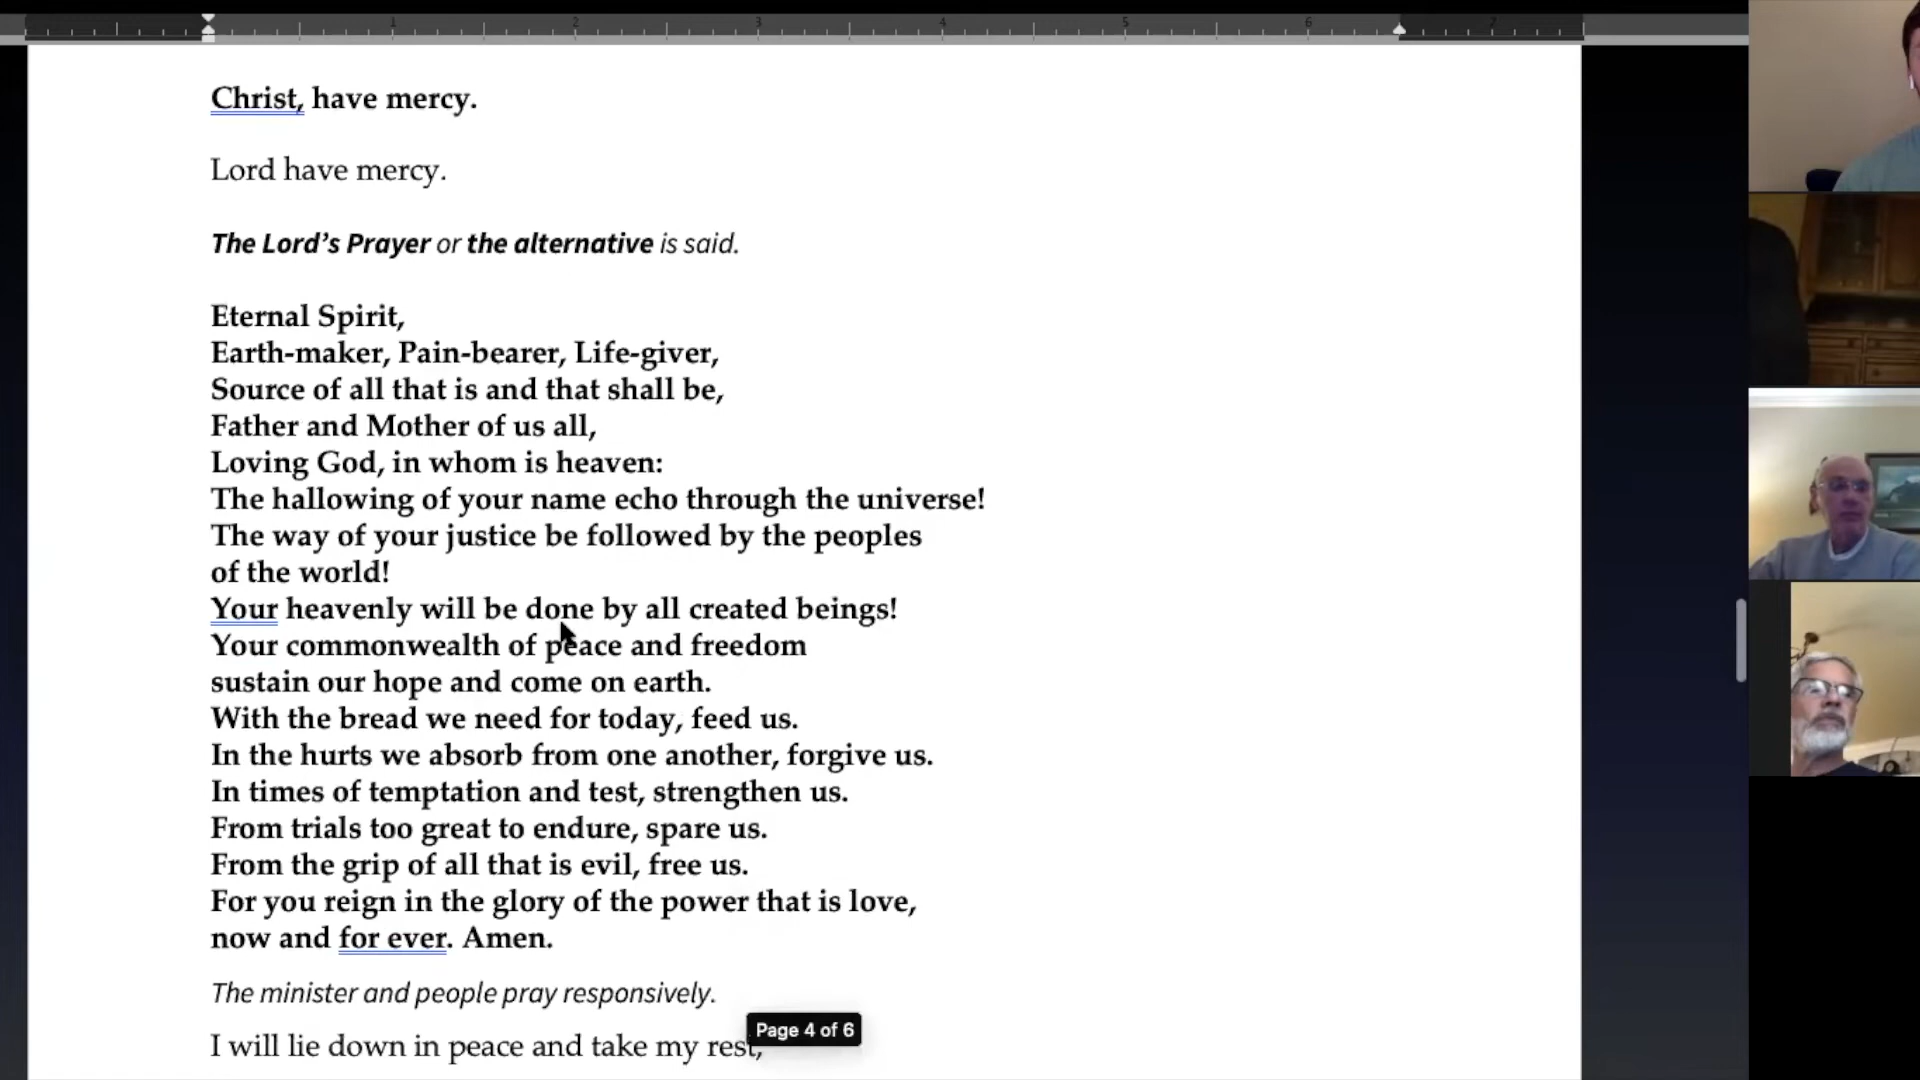 1 2 3 4 5 6 7
Christ, have mercy.
Lord have mercy.
The Lord’s Prayer or the alternative is said.
Eternal Spirit,
Earth-maker, Pain-bearer, Life-giver,
Source of all that is and that shall be,
Father and Mother of us all,
Loving God, in whom is heaven:
The hallowing of your name echo through the universe!
The way of your justice be followed by the peoples
of the world!
Your heavenly will be done by all created beings!
Your commonwealth of peace and freedom
sustain our hope and come on earth.
With the bread we need for today, feed us.
In the hurts we absorb from one another, forgive us.
In times of temptation and test, strengthen us.
From trials too great to endure, spare us.
From the grip of all that is evil, free us.
For you reign in the glory of the power that is love,
now and for ever. Amen.
The minister and people pray responsively.
Page 4 of 6
I will lie down in peace and take my rest,